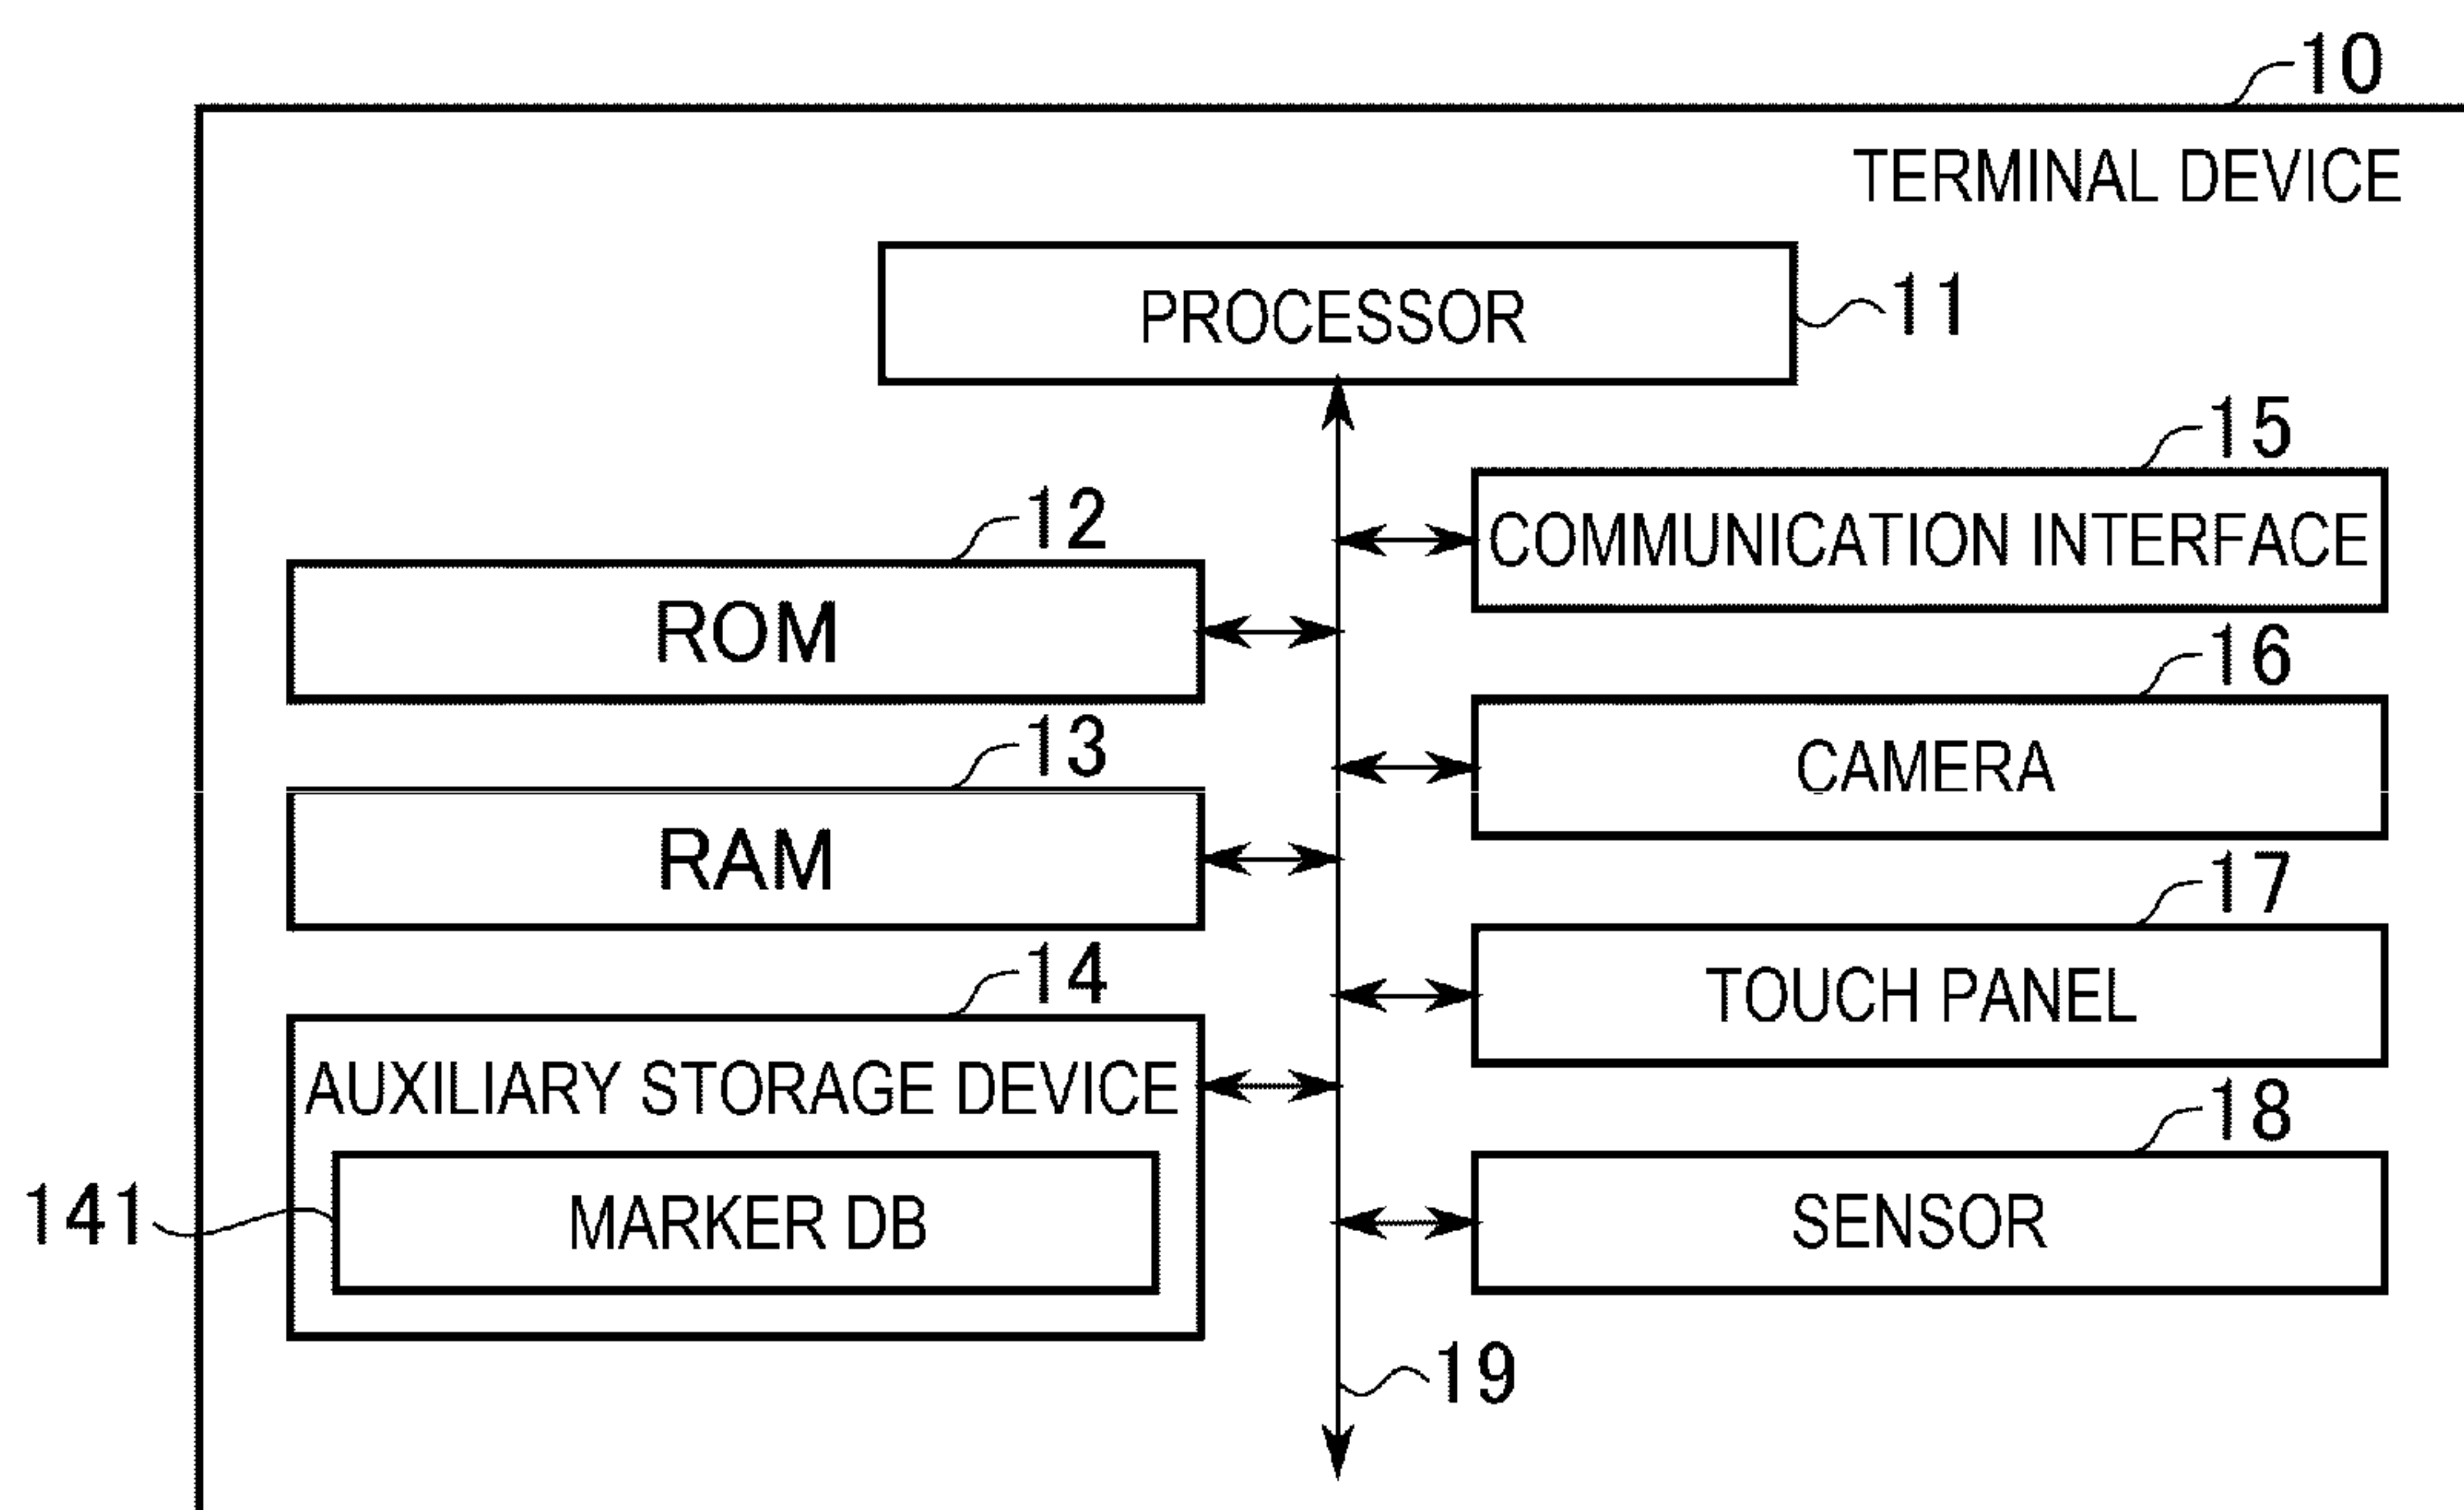 10
TERMINAL DEVICE
PROCESSOR
11
15
COMMUNICATION INTERFACE
12
ROM
16
CAMERA
13
RAM
17
TOUCH PANEL
14
AUXILIARY STORAGE DEVICE
18
SENSOR
141
MARKER DB
19